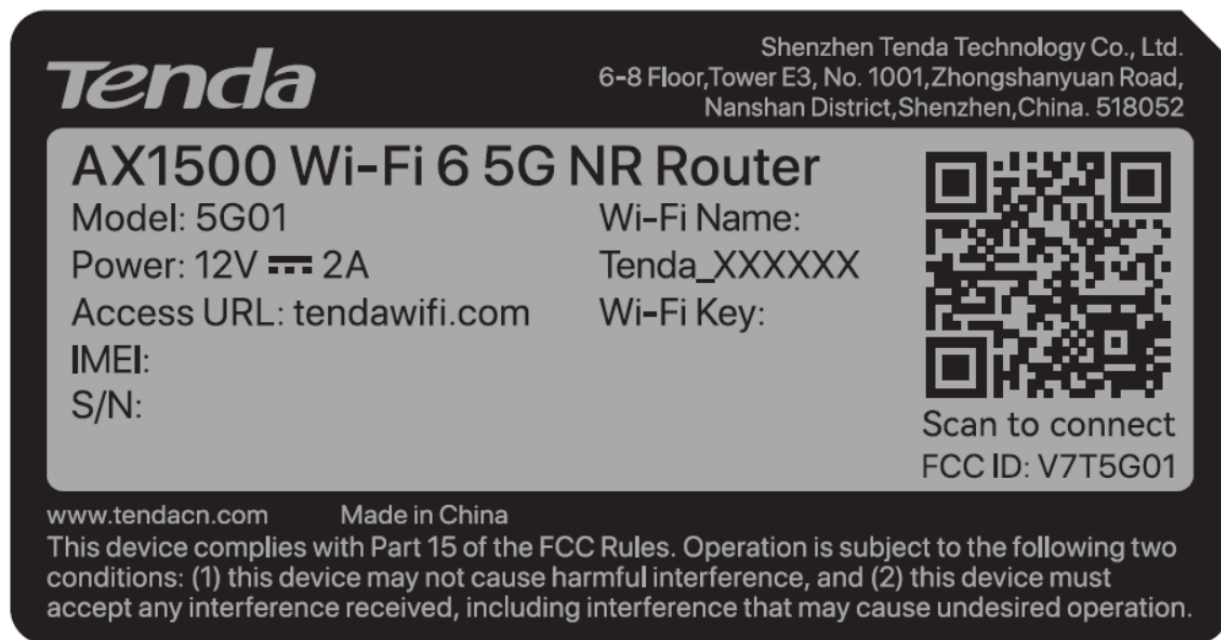 Tenda
Shenzhen Tenda Technology Co., Ltd.
6-8 Floor,Tower E3, No. 1001,Zhongshanyuan Road,
Nanshan District,Shenzhen,China. 518052
AX1500 Wi-Fi 6 5G NR Router
Model: 5G01
Power: 12V ⎓ 2A
Access URL: tendawifi.com
IMEI:
S/N:
Wi-Fi Name:
Tenda_XXXXXX
Wi-Fi Key:
Scan to connect
FCC ID: V7T5G01
www.tendacn.com Made in China
This device complies with Part 15 of the FCC Rules. Operation is subject to the following two
conditions: (1) this device may not cause harmful interference, and (2) this device must
accept any interference received, including interference that may cause undesired operation.